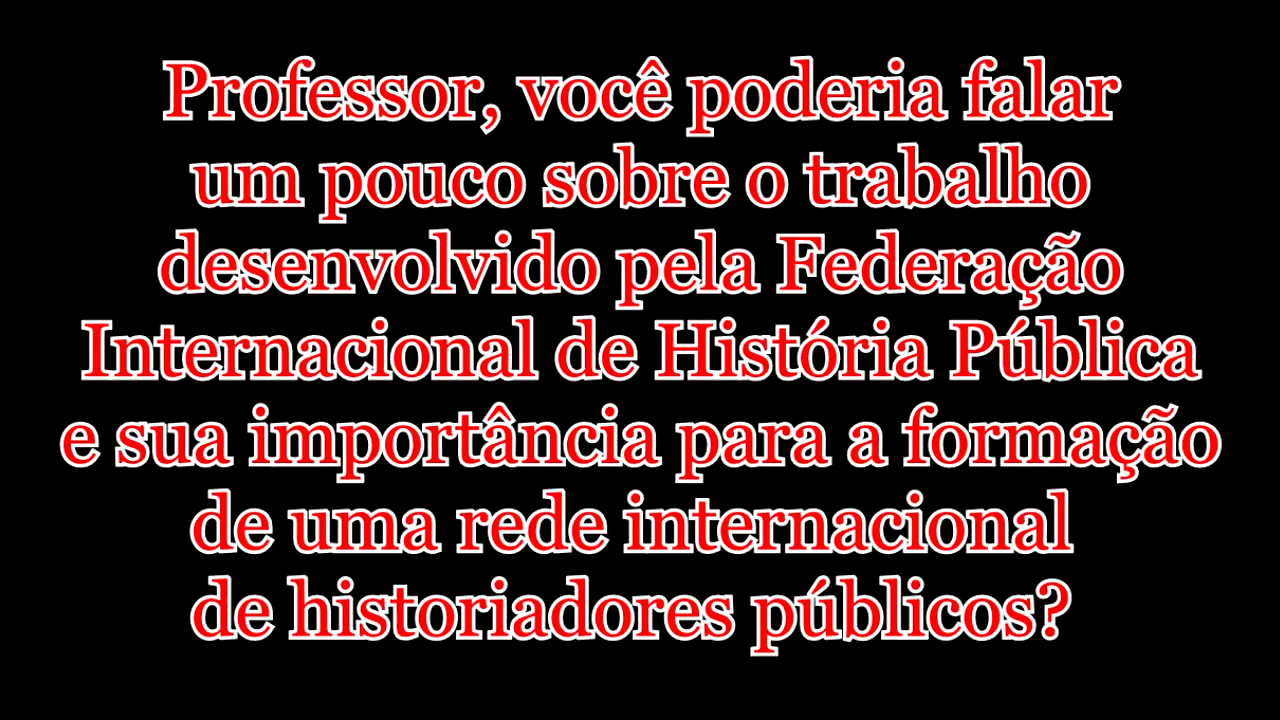 Professor, você poderia falar
um pouco sobre o trabalho
desenvolvido pela Federação
Internacional de História Pública
e sua importância para a formação
de uma rede internacional
de historiadores públicos?